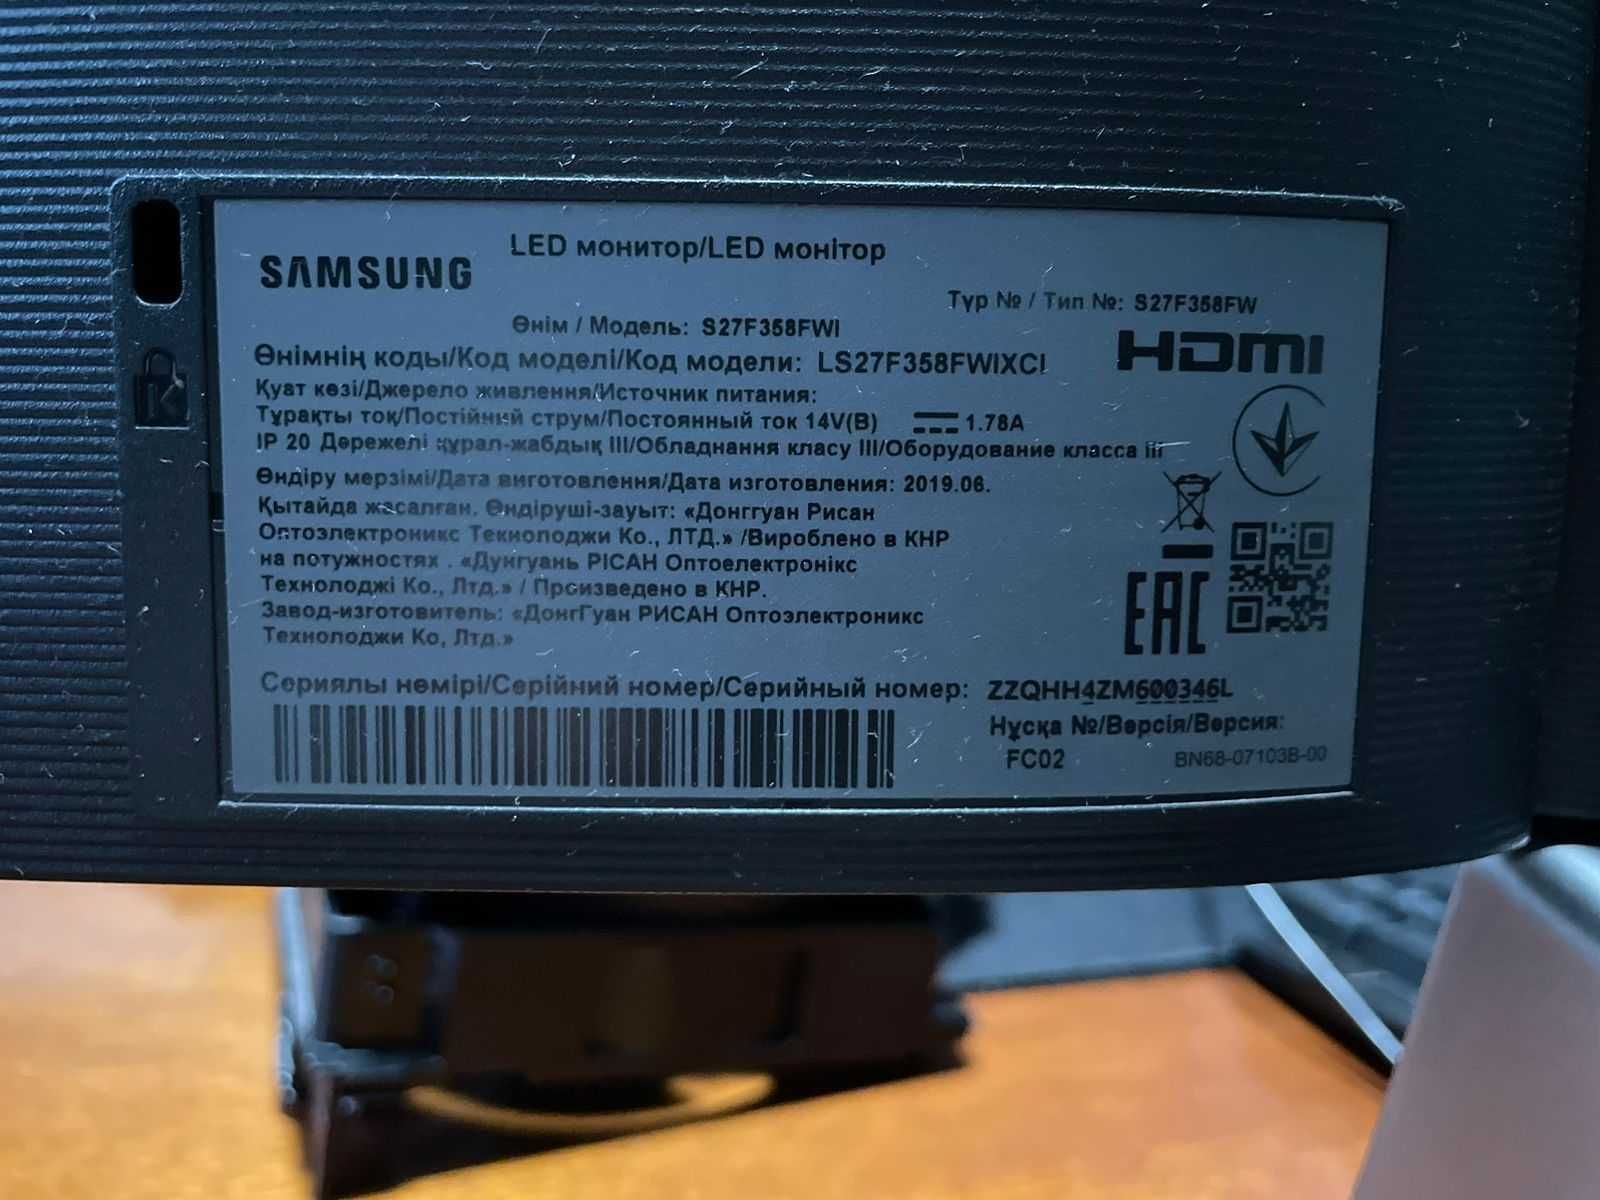 LED монитор/LED монітор
SAMSUNG
Түр № / Тип №: S27F358FW
Өнім / Модель: S27F358FWI
HDMI
Өнімнің коды/Код моделі/Код модели: LS27F358FWIXCI
Қуат көзі/Джерело живлення/Источник питания:
Тұрақты ток/Постійний струм/Постоянный ток 14V(В) 1.78A
IP 20 Дәрежелі құрал-жабдық III/Обладнання класу III/Оборудование класса III
Өндіру мерзімі/Дата виготовлення/Дата изготовления: 2019.06.
Қытайда жасалған. Өндіруші-зауыт: «Донггуан Рисан
Оптоэлектроникс Текнолоджи Ко., ЛТД.» /Вироблено в КНР
на потужностях . «Дунгуань РІСАН Оптоелектронікс
Технолоджі Ко., Лтд.» / Произведено в КНР.
Завод-изготовитель: «ДонгГуан РИСАН Оптоэлектроникс
Технолоджи Ко, Лтд.»
EAC
Сериялы нөмірі/Серійний номер/Серийный номер: ZZQHH4ZM600346L
Нұсқа №/Версія/Версия:
FC02 BN68-07103B-00